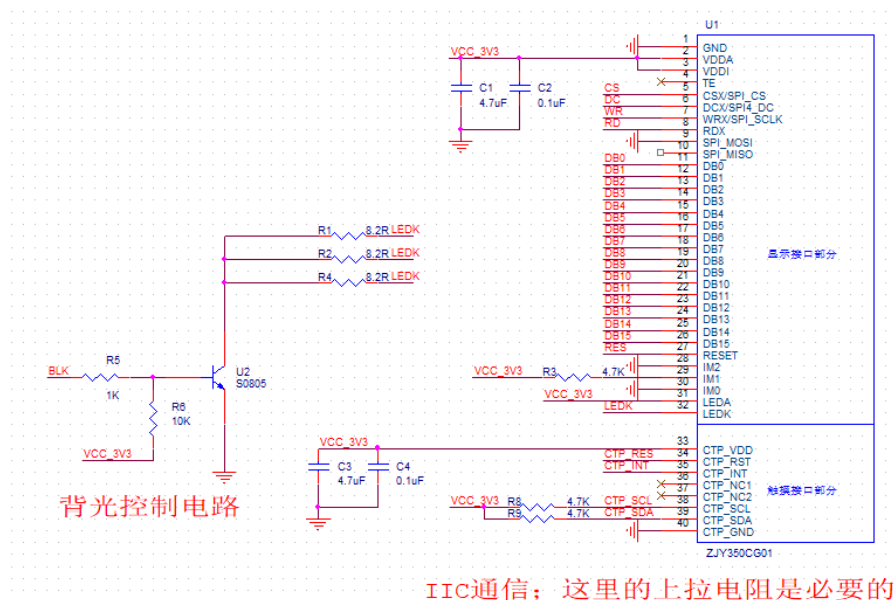 U1
VCC_3V3
C1
4.7uF
C2
0.1uF
CS
DC
WR
RD
DB0
DB1
DB2
DB3
DB4
DB5
DB6
DB7
DB8
DB9
DB10
DB11
DB12
DB13
DB14
DB15
RES
1 GND
2 VDDA
3 VDDI
4 TE
5 CSX/SPI_CS
6 DCX/SPI4_DC
7 WRX/SPI_SCLK
8 RDX
9 SPI_MOSI
10 SPI_MISO
11 DB0
12 DB1
13 DB2
14 DB3
15 DB4
16 DB5
17 DB6
18 DB7
19 DB8
20 DB9
21 DB10
22 DB11
23 DB12
24 DB13
25 DB14
26 DB15
27 RESET
28 IM2
29 IM1
30 IM0
31 LEDA
32 LEDK
显示接口部分
R1 8.2R LEDK
R2 8.2R LEDK
R4 8.2R LEDK
BLK
R5
1K
R6
10K
VCC_3V3
U2
S0805
VCC_3V3 R3 4.7K
VCC_3V3
LEDK
背光控制电路
VCC_3V3
C3
4.7uF
C4
0.1uF
CTP_RES
CTP_INT
VCC_3V3 R8 4.7K CTP_SCL
R9 4.7K CTP_SDA
33 CTP_VDD
34 CTP_RST
35 CTP_INT
36 CTP_NC1
37 CTP_NC2
38 CTP_SCL
39 CTP_SDA
40 CTP_GND
触摸接口部分
ZJY350CG01
IIC通信；这里的上拉电阻是必要的